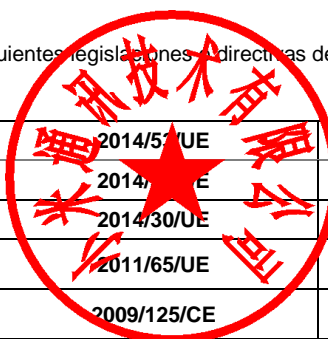 uientes legislaciones o directivas de
小米通讯技术有限公司
2014/53/UE
2014/
2014/30/UE
2011/65/UE
2009/125/CE